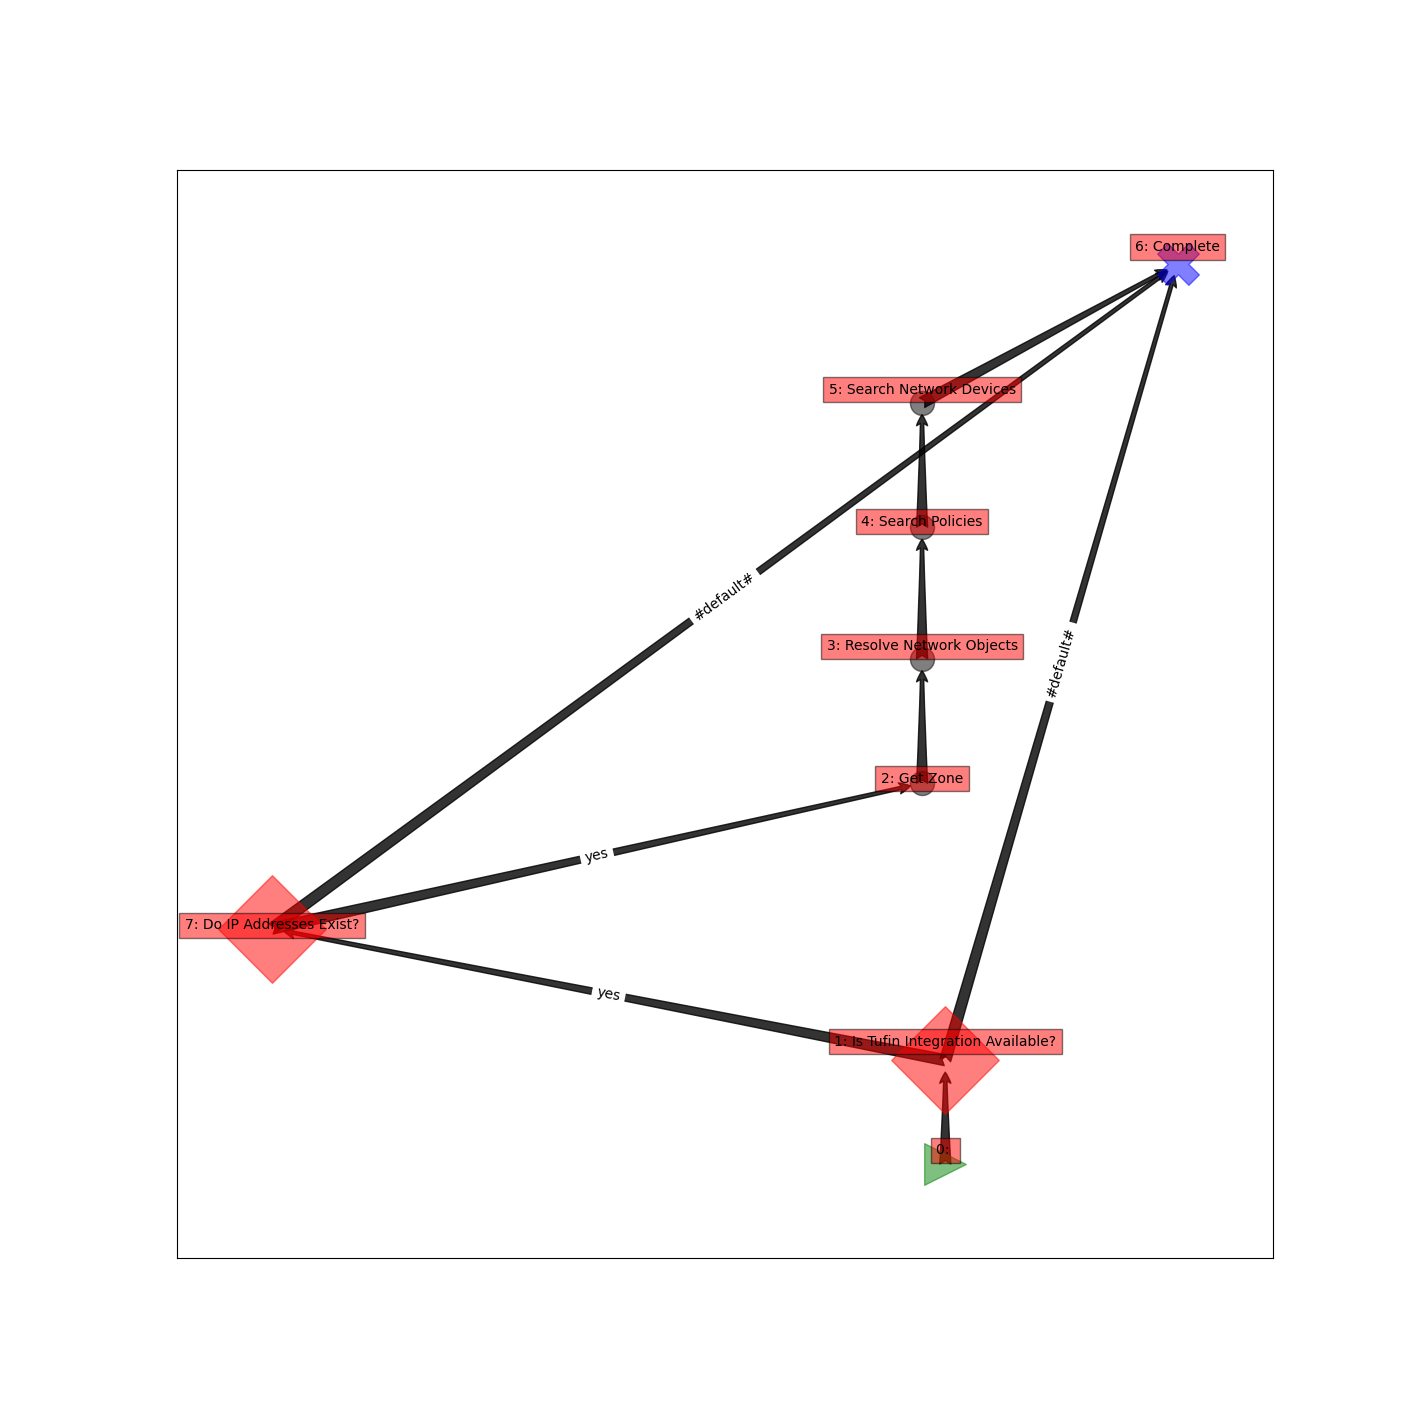 6: Complete
5: Search Network Devices
4: Search Policies
#default#
3: Resolve Network Objects
#default#
2: Get Zone
yes
7: Do IP Addresses Exist?
yes
1: Is Tufin Integration Available?
0: